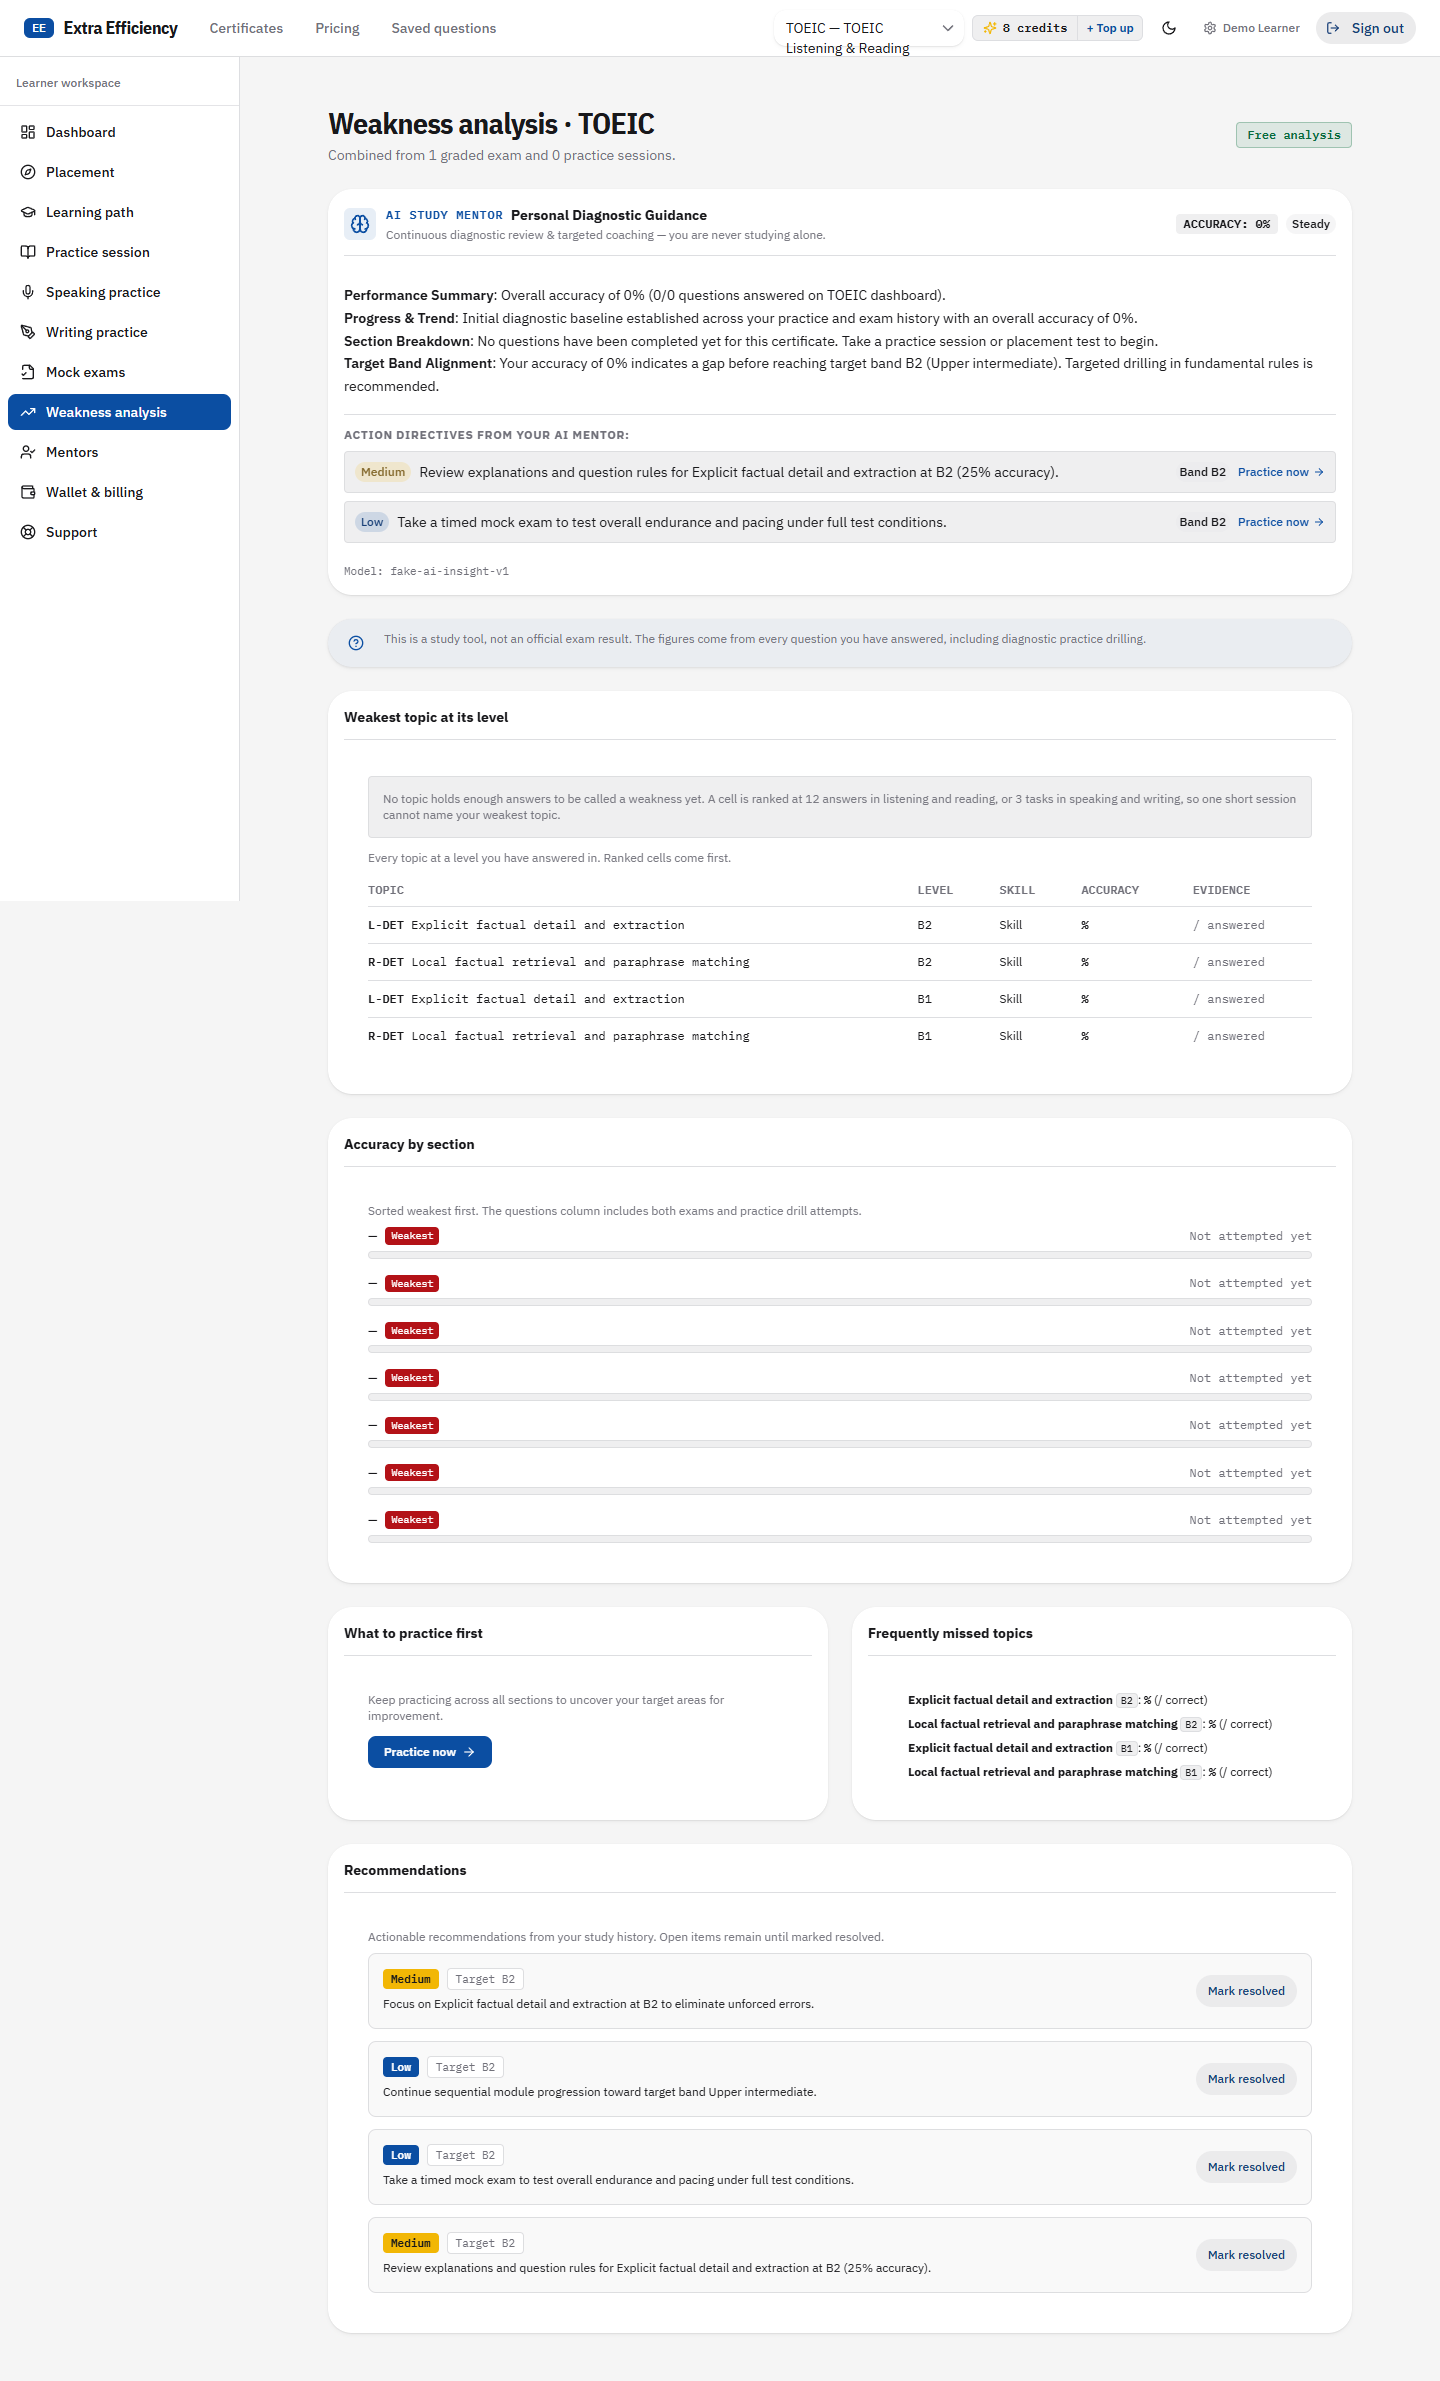 EE Extra Efficiency
Certificates
Pricing
Saved questions
TOEIC — TOEIC
Listening & Reading
8 credits
+ Top up
Demo Learner
Sign out
Learner workspace
Dashboard
Placement
Learning path
Practice session
Speaking practice
Writing practice
Mock exams
Weakness analysis
Mentors
Wallet & billing
Support
Weakness analysis · TOEIC
Combined from 1 graded exam and 0 practice sessions.
Free analysis
AI STUDY MENTOR Personal Diagnostic Guidance
Continuous diagnostic review & targeted coaching — you are never studying alone.
ACCURACY: 0%
Steady
Performance Summary: Overall accuracy of 0% (0/0 questions answered on TOEIC dashboard).
Progress & Trend: Initial diagnostic baseline established across your practice and exam history with an overall accuracy of 0%.
Section Breakdown: No questions have been completed yet for this certificate. Take a practice session or placement test to begin.
Target Band Alignment: Your accuracy of 0% indicates a gap before reaching target band B2 (Upper intermediate). Targeted drilling in fundamental rules is
recommended.
ACTION DIRECTIVES FROM YOUR AI MENTOR:
Medium Review explanations and question rules for Explicit factual detail and extraction at B2 (25% accuracy). Band B2 Practice now →
Low Take a timed mock exam to test overall endurance and pacing under full test conditions. Band B2 Practice now →
Model: fake-ai-insight-v1
This is a study tool, not an official exam result. The figures come from every question you have answered, including diagnostic practice drilling.
Weakest topic at its level
No topic holds enough answers to be called a weakness yet. A cell is ranked at 12 answers in listening and reading, or 3 tasks in speaking and writing, so one short session
cannot name your weakest topic.
Every topic at a level you have answered in. Ranked cells come first.
TOPIC LEVEL SKILL ACCURACY EVIDENCE
L-DET Explicit factual detail and extraction B2 Skill % / answered
R-DET Local factual retrieval and paraphrase matching B2 Skill % / answered
L-DET Explicit factual detail and extraction B1 Skill % / answered
R-DET Local factual retrieval and paraphrase matching B1 Skill % / answered
Accuracy by section
Sorted weakest first. The questions column includes both exams and practice drill attempts.
— Weakest Not attempted yet
— Weakest Not attempted yet
— Weakest Not attempted yet
— Weakest Not attempted yet
— Weakest Not attempted yet
— Weakest Not attempted yet
— Weakest Not attempted yet
What to practice first
Keep practicing across all sections to uncover your target areas for
improvement.
Practice now →
Frequently missed topics
Explicit factual detail and extraction B2 : % (/ correct)
Local factual retrieval and paraphrase matching B2 : % (/ correct)
Explicit factual detail and extraction B1 : % (/ correct)
Local factual retrieval and paraphrase matching B1 : % (/ correct)
Recommendations
Actionable recommendations from your study history. Open items remain until marked resolved.
Medium Target B2
Focus on Explicit factual detail and extraction at B2 to eliminate unforced errors.
Mark resolved
Low Target B2
Continue sequential module progression toward target band Upper intermediate.
Mark resolved
Low Target B2
Take a timed mock exam to test overall endurance and pacing under full test conditions.
Mark resolved
Medium Target B2
Review explanations and question rules for Explicit factual detail and extraction at B2 (25% accuracy).
Mark resolved